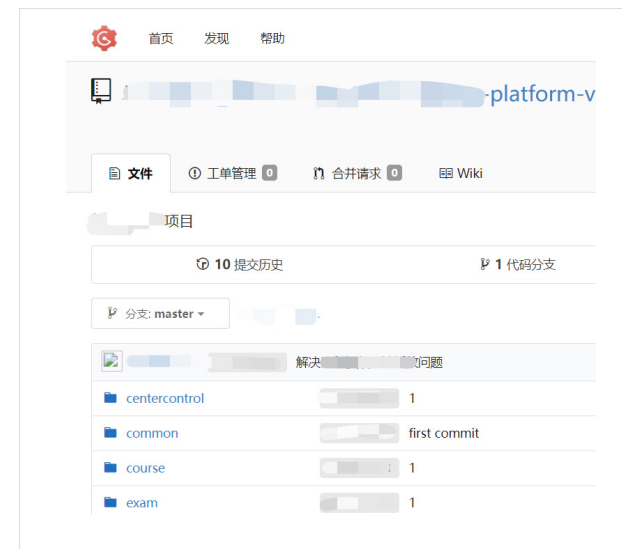 首页 发现 帮助
-platform-v
文件 工单管理 0 合并请求 0 Wiki
项目
10 提交历史 1 代码分支
分支: master
解决 问题
centercontrol 1
common first commit
course 1
exam 1